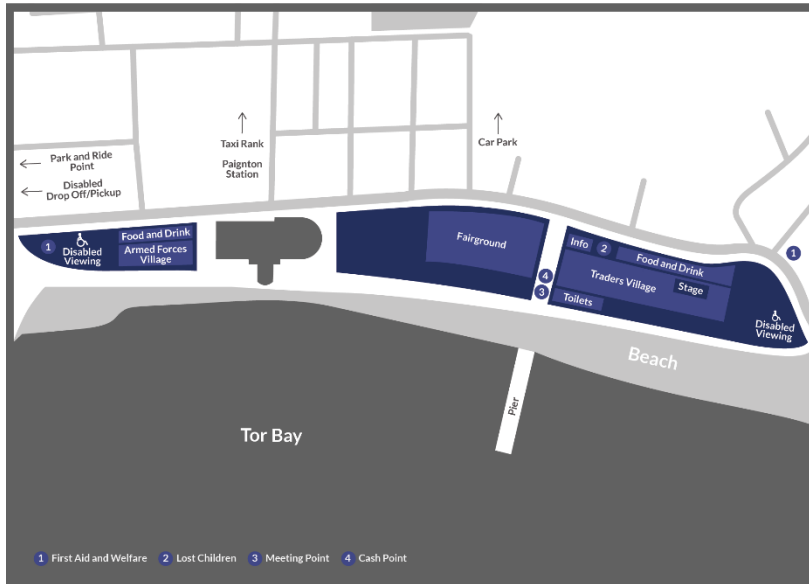 Taxi Rank
Paignton
Station
Car Park
Park and Ride
Point
Disabled
Drop Off/Pickup
1
Disabled
Viewing
Food and Drink
Armed Forces
Village
Fairground
Info
2
Food and Drink
Traders Village
Stage
Toilets
4
3
1
Disabled
Viewing
Beach
Pier
Tor Bay
1 First Aid and Welfare 2 Lost Children 3 Meeting Point 4 Cash Point